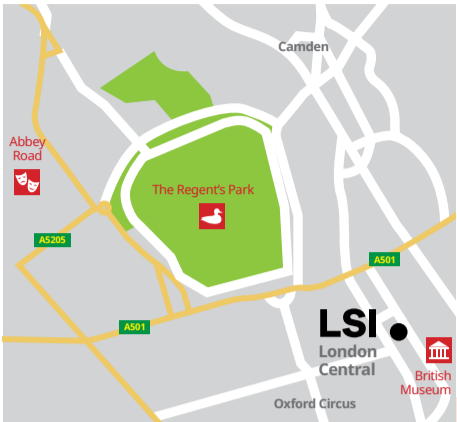 Camden
Abbey
Road
The Regent's Park
A5205
A501
A501
LSI
London
Central
British
Museum
Oxford Circus